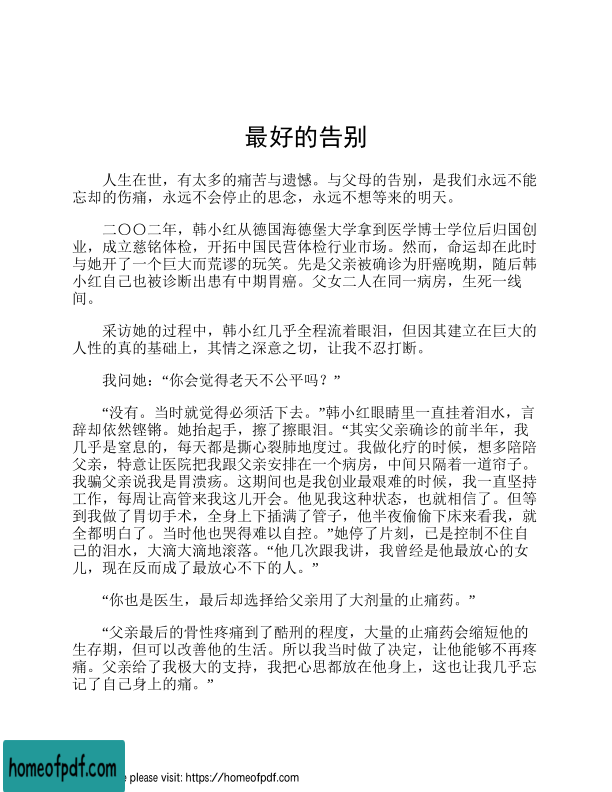 最好的告别
人生在世，有太多的痛苦与遗憾。与父母的告别，是我们永远不能
忘却的伤痛，永远不会停止的思念，永远不想等来的明天。
二〇〇二年，韩小红从德国海德堡大学拿到医学博士学位后归国创
业，成立慈铭体检，开拓中国民营体检行业市场。然而，命运却在此时
与她开了一个巨大而荒谬的玩笑。先是父亲被确诊为肝癌晚期，随后韩
小红自己也被诊断出患有中期胃癌。父女二人在同一病房，生死一线
间。
采访她的过程中，韩小红几乎全程流着眼泪，但因其建立在巨大的
人性的真的基础上，其情之深意之切，让我不忍打断。
我问她：“你会觉得老天不公平吗？”
“没有。当时就觉得必须活下去。”韩小红眼睛里一直挂着泪水，言
辞却依然铿锵。她抬起手，擦了擦眼泪。“其实父亲确诊的前半年，我
几乎是窒息的，每天都是撕心裂肺地度过。我做化疗的时候，想多陪陪
父亲，特意让医院把我跟父亲安排在一个病房，中间只隔着一道帘子。
我骗父亲说我是胃溃疡。这期间也是我创业最艰难的时候，我一直坚持
工作，每周让高管来我这儿开会。他见我这种状态，也就相信了。但等
到我做了胃切手术，全身上下插满了管子，他半夜偷偷下床来看我，就
全都明白了。当时他也哭得难以自控。”她停了片刻，已是控制不住自
己的泪水，大滴大滴地滚落。“他几次跟我讲，我曾经是他最放心的女
儿，现在反而成了最放心不下的人。”
“你也是医生，最后却选择给父亲用了大剂量的止痛药。”
“父亲最后的骨性疼痛到了酷刑的程度，大量的止痛药会缩短他的
生存期，但可以改善他的生活。所以我当时做了决定，让他能够不再疼
痛。父亲给了我极大的支持，我把心思都放在他身上，这也让我几乎忘
记了自己身上的痛。”
homeofpdf.com
please visit: https://homeofpdf.com